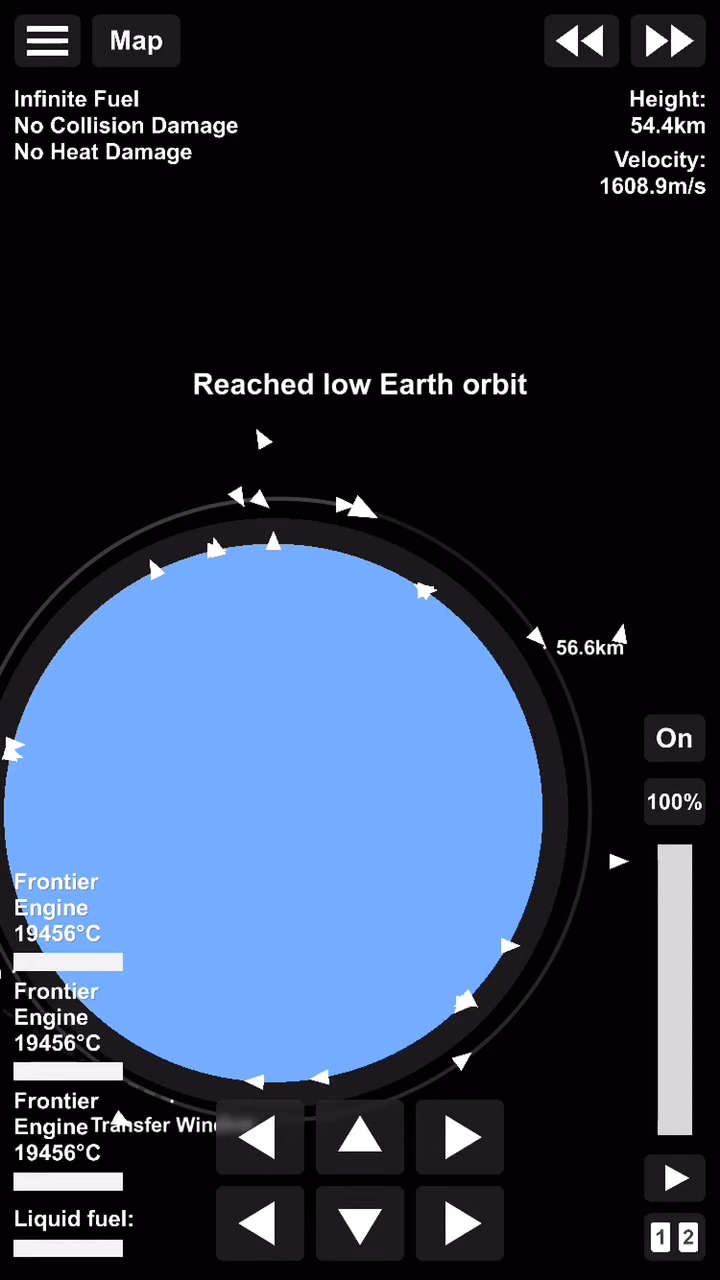 Map
Infinite Fuel
No Collision Damage
No Heat Damage
Height:
54.4km
Velocity:
1608.9m/s
Reached low Earth orbit
56.6km
On
100%
Frontier
Engine
19456°C
Frontier
Engine
19456°C
Frontier
Engine
19456°C
Transfer Window
Liquid fuel:
1 2